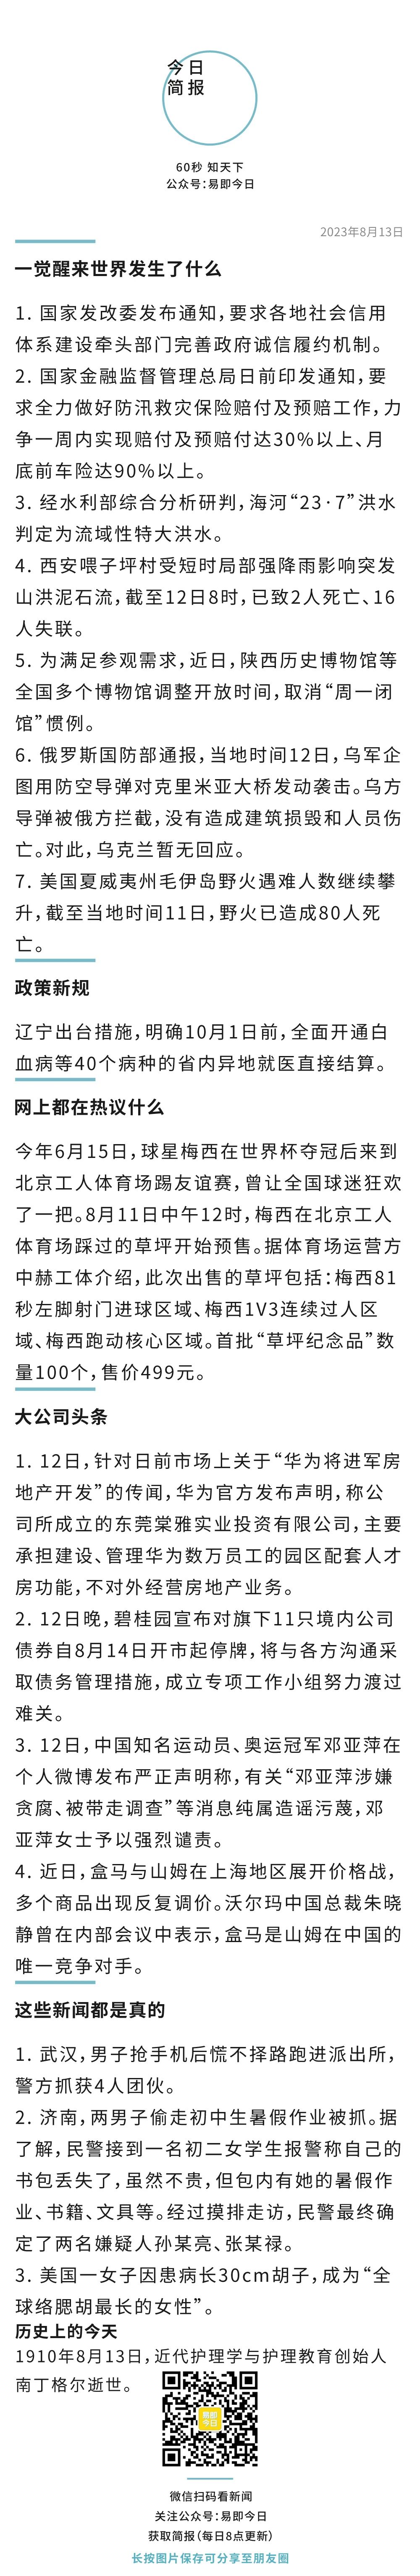 今日
简报
60秒 知天下
公众号：易即今日
2023年8月13日
一觉醒来世界发生了什么
1. 国家发改委发布通知，要求各地社会信用
体系建设牵头部门完善政府诚信履约机制。
2. 国家金融监督管理总局日前印发通知，要
求全力做好防汛救灾保险赔付及预赔工作，力
争一周内实现赔付及预赔付达30%以上、月
底前车险达90%以上。
3. 经水利部综合分析研判，海河“23·7”洪水
判定为流域性特大洪水。
4. 西安喂子坪村受短时局部强降雨影响突发
山洪泥石流，截至12日8时，已致2人死亡、16
人失联。
5. 为满足参观需求，近日，陕西历史博物馆等
全国多个博物馆调整开放时间，取消“周一闭
馆”惯例。
6. 俄罗斯国防部通报，当地时间12日，乌军企
图用防空导弹对克里米亚大桥发动袭击。乌方
导弹被俄方拦截，没有造成建筑损毁和人员伤
亡。对此，乌克兰暂无回应。
7. 美国夏威夷州毛伊岛野火遇难人数继续攀
升，截至当地时间11日，野火已造成80人死
亡。
政策新规
辽宁出台措施，明确10月1日前，全面开通白
血病等40个病种的省内异地就医直接结算。
网上都在热议什么
今年6月15日，球星梅西在世界杯夺冠后来到
北京工人体育场踢友谊赛，曾让全国球迷狂欢
了一把。8月11日中午12时，梅西在北京工人
体育场踩过的草坪开始预售。据体育场运营方
中赫工体介绍，此次出售的草坪包括：梅西81
秒左脚射门进球区域、梅西1V3连续过人区
域、梅西跑动核心区域。首批“草坪纪念品”数
量100个，售价499元。
大公司头条
1. 12日，针对日前市场上关于“华为将进军房
地产开发”的传闻，华为官方发布声明，称公
司所成立的东莞棠雅实业投资有限公司，主要
承担建设、管理华为数万员工的园区配套人才
房功能，不对外经营房地产业务。
2. 12日晚，碧桂园宣布对旗下11只境内公司
债券自8月14日开市起停牌，将与各方沟通采
取债务管理措施，成立专项工作小组努力渡过
难关。
3. 12日，中国知名运动员、奥运冠军邓亚萍在
个人微博发布严正声明称，有关“邓亚萍涉嫌
贪腐、被带走调查”等消息纯属造谣污蔑，邓
亚萍女士予以强烈谴责。
4. 近日，盒马与山姆在上海地区展开价格战，
多个商品出现反复调价。沃尔玛中国总裁朱晓
静曾在内部会议中表示，盒马是山姆在中国的
唯一竞争对手。
这些新闻都是真的
1. 武汉，男子抢手机后慌不择路跑进派出所，
警方抓获4人团伙。
2. 济南，两男子偷走初中生暑假作业被抓。据
了解，民警接到一名初二女学生报警称自己的
书包丢失了，虽然不贵，但包内有她的暑假作
业、书籍、文具等。经过摸排走访，民警最终确
定了两名嫌疑人孙某亮、张某禄。
3. 美国一女子因患病长30cm胡子，成为“全
球络腮胡最长的女性”。
历史上的今天
1910年8月13日，近代护理学与护理教育创始人
南丁格尔逝世。
易即
今日
微信扫码看新闻
关注公众号：易即今日
获取简报（每日8点更新）
长按图片保存可分享至朋友圈